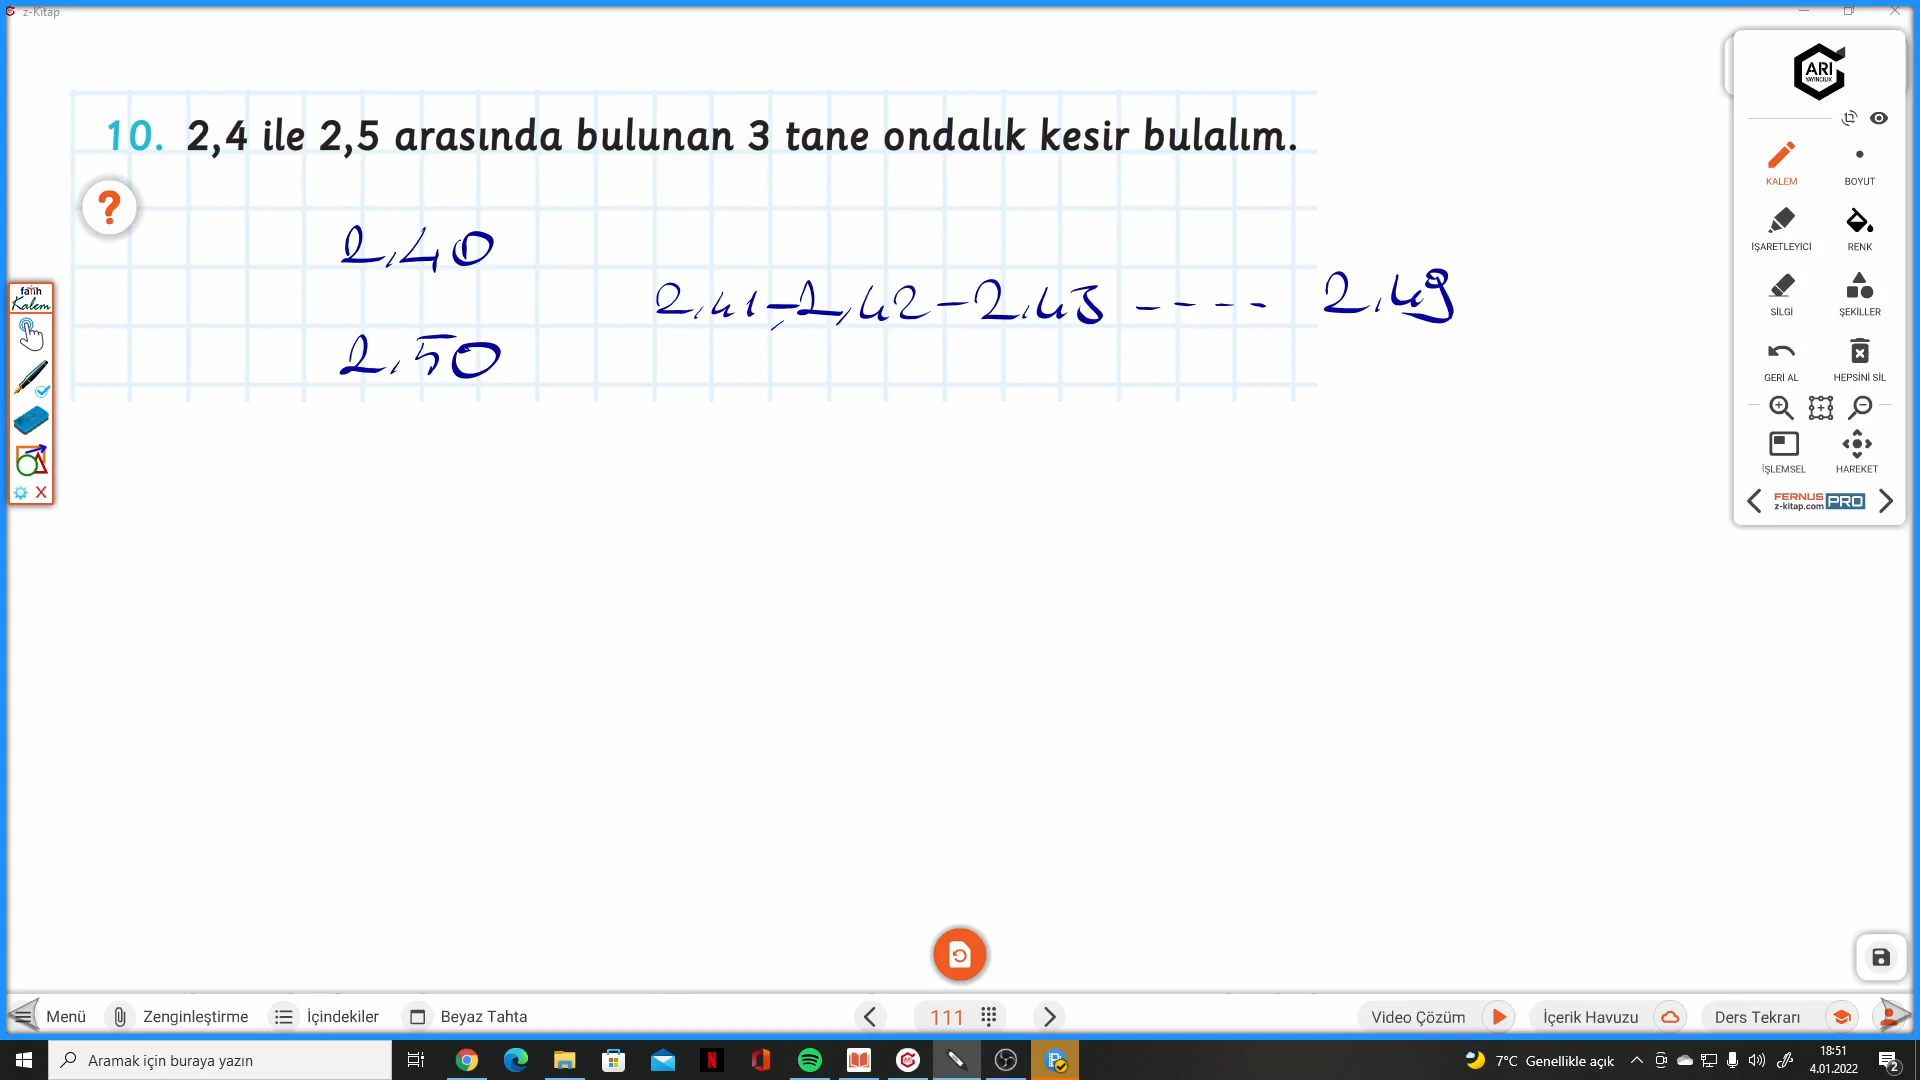 z-Kitap
ARI
YAYINCILIK
10. 2,4 ile 2,5 arasında bulunan 3 tane ondalık kesir bulalım.
?
2,40
2,41-2,42-2,43 ---- 2,49
2,50
fatih
Kalem
KALEM BOYUT
İŞARETLEYİCİ RENK
SİLGİ ŞEKİLLER
GERİ AL HEPSİNİ SİL
İŞLEMSEL HAREKET
FERNUS PRO
z-kitap.com
Menü Zenginleştirme İçindekiler Beyaz Tahta 111 Video Çözüm İçerik Havuzu Ders Tekrarı
Aramak için buraya yazın 7°C Genellikle açık 18:51
4.01.2022 2